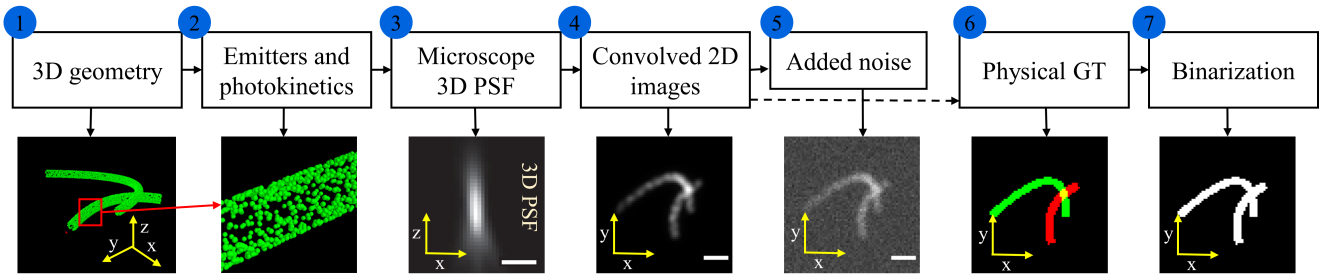 1
3D geometry
2
Emitters and
photokinetics
3
Microscope
3D PSF
4
Convolved 2D
images
5
Added noise
6
Physical GT
7
Binarization
z
y
x
3D PSF
z
x
y
x
y
x
y
x
y
x